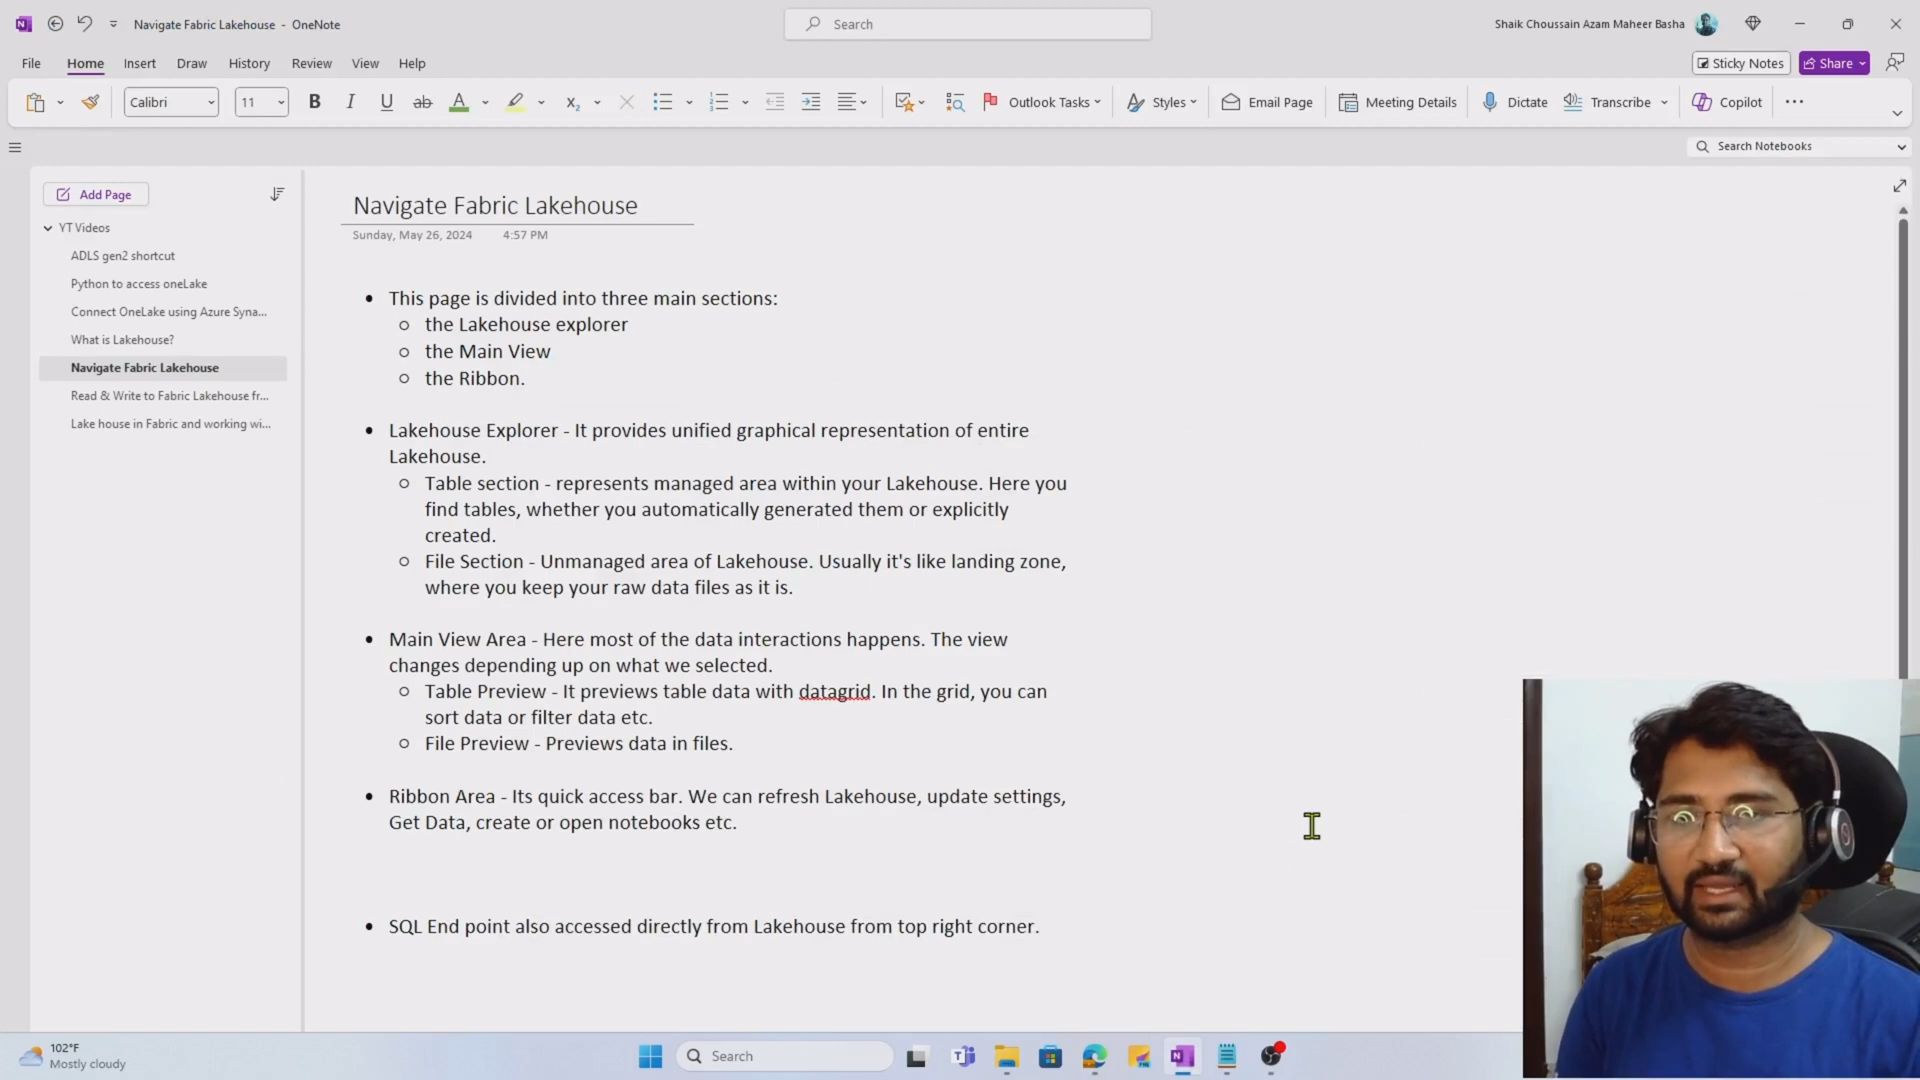 Navigate Fabric Lakehouse - OneNote
Search
Shaik Choussain Azam Maheer Basha
File
Home
Insert
Draw
History
Review
View
Help
Sticky Notes
Share
Calibri
11
Outlook Tasks
Styles
Email Page
Meeting Details
Dictate
Transcribe
Copilot
Search Notebooks
Add Page
YT Videos
ADLS gen2 shortcut
Python to access oneLake
Connect OneLake using Azure Syna...
What is Lakehouse?
Navigate Fabric Lakehouse
Read & Write to Fabric Lakehouse fr...
Lake house in Fabric and working wi...
Navigate Fabric Lakehouse
Sunday, May 26, 2024 4:57 PM
• This page is divided into three main sections:
○ the Lakehouse explorer
○ the Main View
○ the Ribbon.
• Lakehouse Explorer - It provides unified graphical representation of entire
Lakehouse.
○ Table section - represents managed area within your Lakehouse. Here you
find tables, whether you automatically generated them or explicitly
created.
○ File Section - Unmanaged area of Lakehouse. Usually it's like landing zone,
where you keep your raw data files as it is.
• Main View Area - Here most of the data interactions happens. The view
changes depending up on what we selected.
○ Table Preview - It previews table data with datagrid. In the grid, you can
sort data or filter data etc.
○ File Preview - Previews data in files.
• Ribbon Area - Its quick access bar. We can refresh Lakehouse, update settings,
Get Data, create or open notebooks etc.
• SQL End point also accessed directly from Lakehouse from top right corner.
102°F
Mostly cloudy
Search